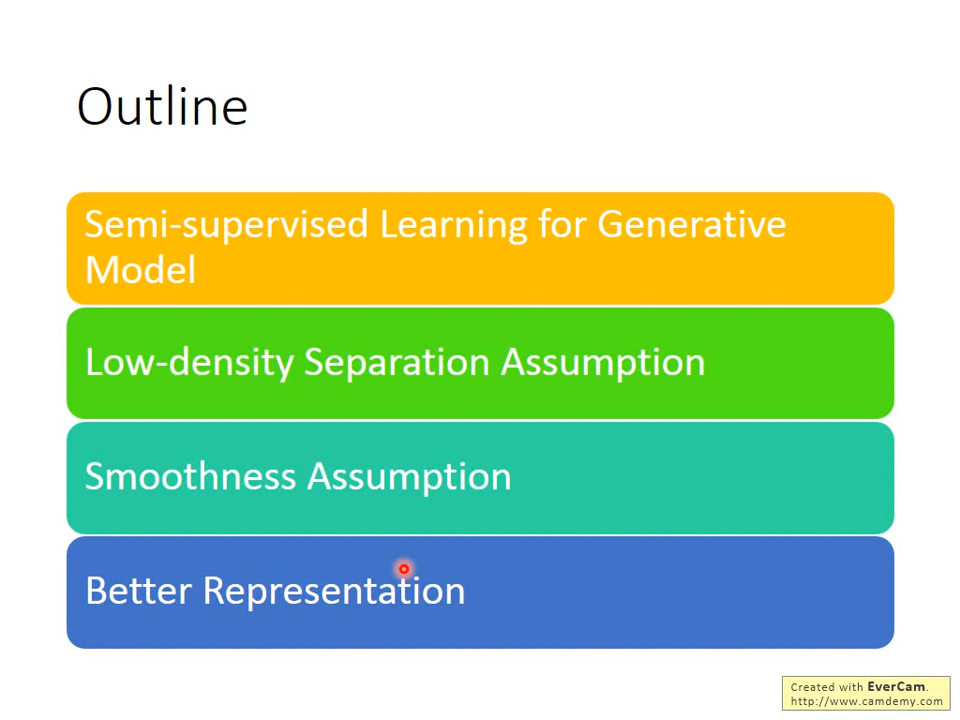 Outline
Semi-supervised Learning for Generative
Model
Low-density Separation Assumption
Smoothness Assumption
Better Representation
Created with EverCam.
http://www.camdemy.com